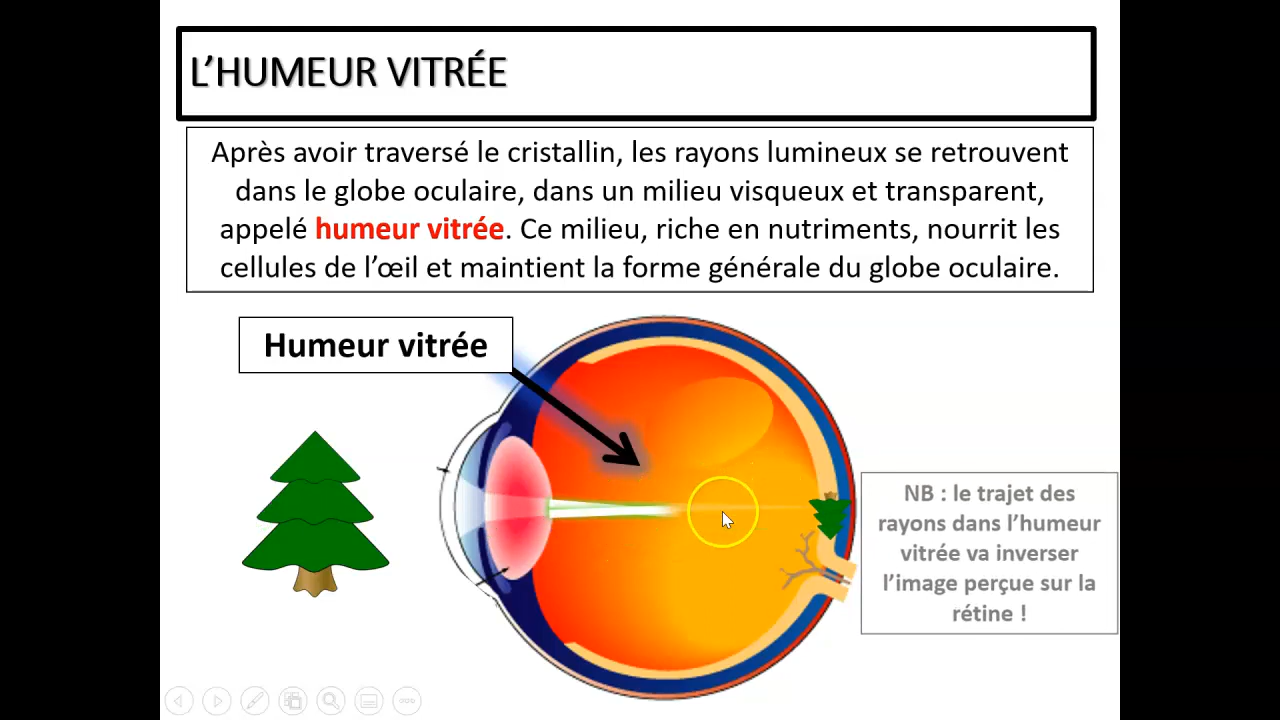 L’HUMEUR VITRÉE
Après avoir traversé le cristallin, les rayons lumineux se retrouvent
dans le globe oculaire, dans un milieu visqueux et transparent,
appelé humeur vitrée. Ce milieu, riche en nutriments, nourrit les
cellules de l’œil et maintient la forme générale du globe oculaire.
Humeur vitrée
NB : le trajet des
rayons dans l’humeur
vitrée va inverser
l’image perçue sur la
rétine !